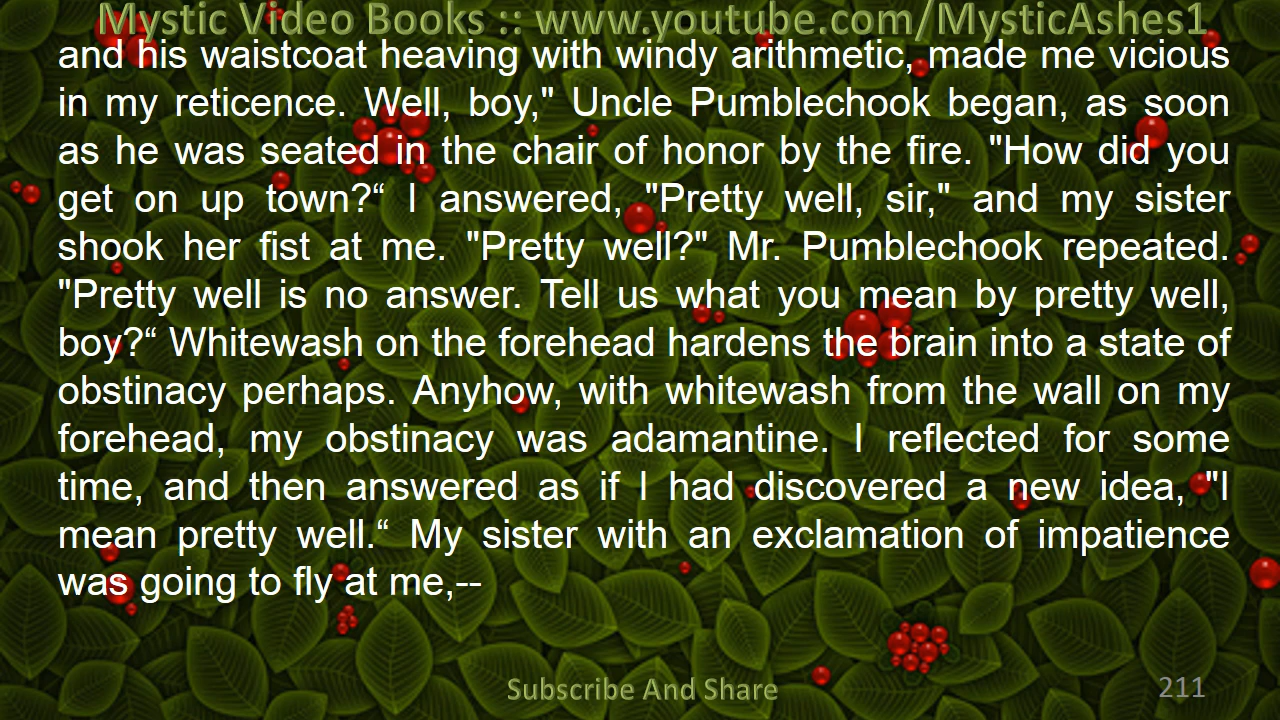 Mystic Video Books :: www.youtube.com/MysticAshes1
and his waistcoat heaving with windy arithmetic, made me vicious
in my reticence. Well, boy," Uncle Pumblechook began, as soon
as he was seated in the chair of honor by the fire. "How did you
get on up town?“ I answered, "Pretty well, sir," and my sister
shook her fist at me. "Pretty well?" Mr. Pumblechook repeated.
"Pretty well is no answer. Tell us what you mean by pretty well,
boy?“ Whitewash on the forehead hardens the brain into a state of
obstinacy perhaps. Anyhow, with whitewash from the wall on my
forehead, my obstinacy was adamantine. I reflected for some
time, and then answered as if I had discovered a new idea, "I
mean pretty well.“ My sister with an exclamation of impatience
was going to fly at me,--
Subscribe And Share
211